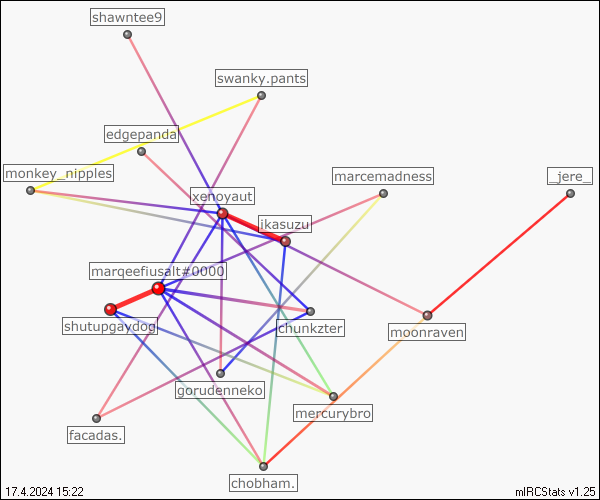 shawntee9
swanky.pants
edgepanda
monkey_nipples
marcemadness
_jere_
xenoyaut
ikasuzu
marqeefiusalt#0000
shutupgaydog
chunkzter
moonraven
gorudenneko
mercurybro
facadas.
chobham.
17.4.2024 15:22
mIRCStats v1.25